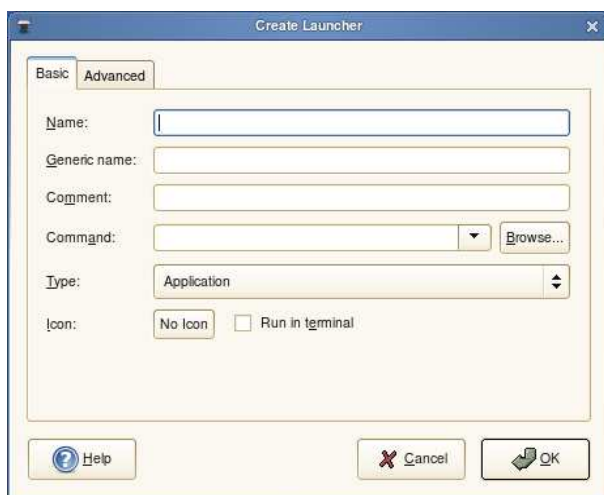 Create Launcher
Basic Advanced
Name:
Generic name:
Comment:
Command: Browse...
Type: Application
Icon: No Icon Run in terminal
Help Cancel OK